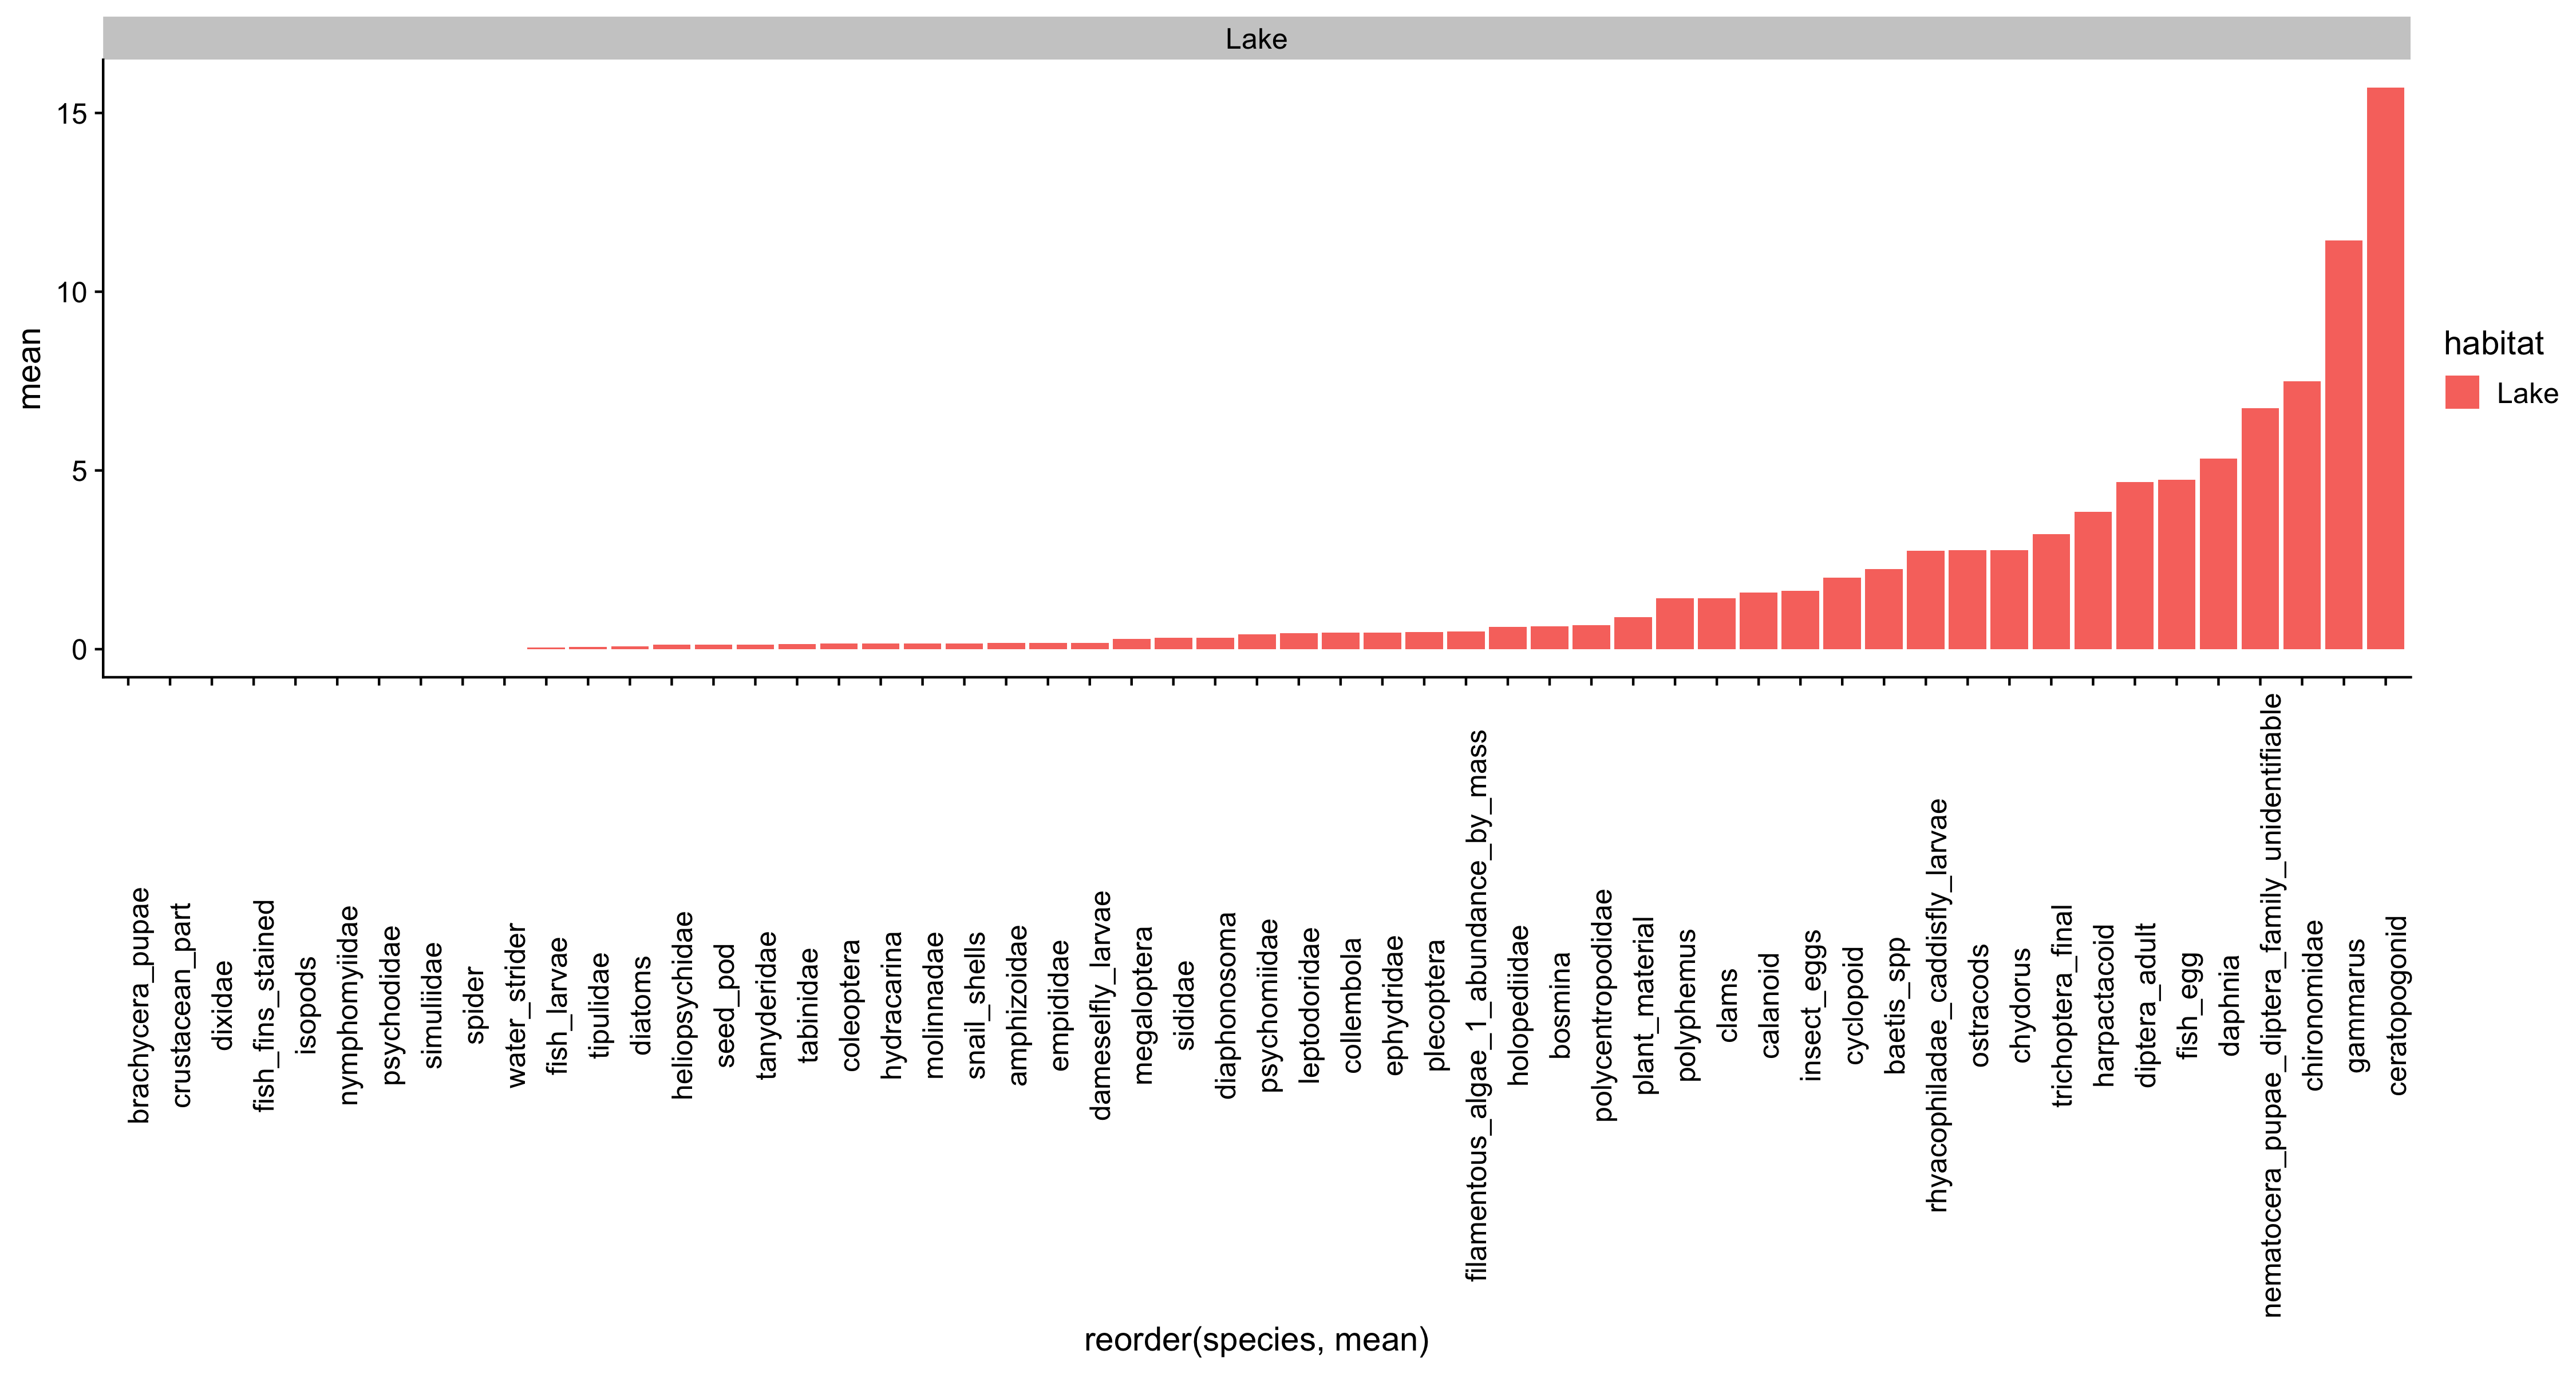 Lake
15
10
5
0
mean
habitat
Lake
brachycera_pupae
crustacean_part
dixidae
fish_fins_stained
isopods
nymphomyiidae
psychodidae
simuliidae
spider
water_strider
fish_larvae
tipulidae
diatoms
heliopsychidae
seed_pod
tanyderidae
tabinidae
coleoptera
hydracarina
molinnadae
snail_shells
amphizoidae
empididae
dameselfly_larvae
megaloptera
sididae
diaphonosoma
psychomiidae
leptodoridae
collembola
ephydridae
plecoptera
filamentous_algae_1_abundance_by_mass
holopediidae
bosmina
polycentropodidae
plant_material
polyphemus
clams
calanoid
insect_eggs
cyclopoid
baetis_spp
rhyacophiladae_caddisfly_larvae
ostracods
chydorus
trichoptera_final
harpactacoid
diptera_adult
fish_egg
daphnia
nematocera_pupae_diptera_family_unidentifiable
chironomidae
gammarus
ceratopogonid
reorder(species, mean)